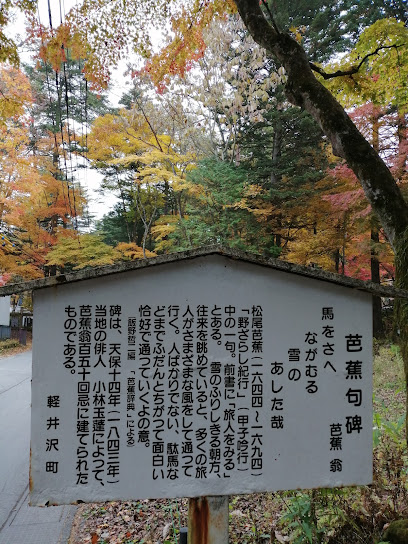 芭蕉句碑
芭蕉 翁
馬をさへ
ながむる
雪の
あした哉
松尾芭蕉（一六四四〜一六九四）
「野ざらし紀行」（甲子吟行）
中の一句。前書に「旅人をみる」
とある。雪のふりしきる朝方、
往来を眺めていると、多くの旅
人がさまざまな風をして通って
行く。人ばかりでない、駄馬な
どまでふだんとちがって面白い
恰好で通っていくよの意。
（飯野哲二編「芭蕉辞典」による）
碑は、天保十四年（一八四三年）
当地の俳人 小林玉蓬によって、
芭蕉翁百五十回忌に建てられた
ものである。
軽井沢町